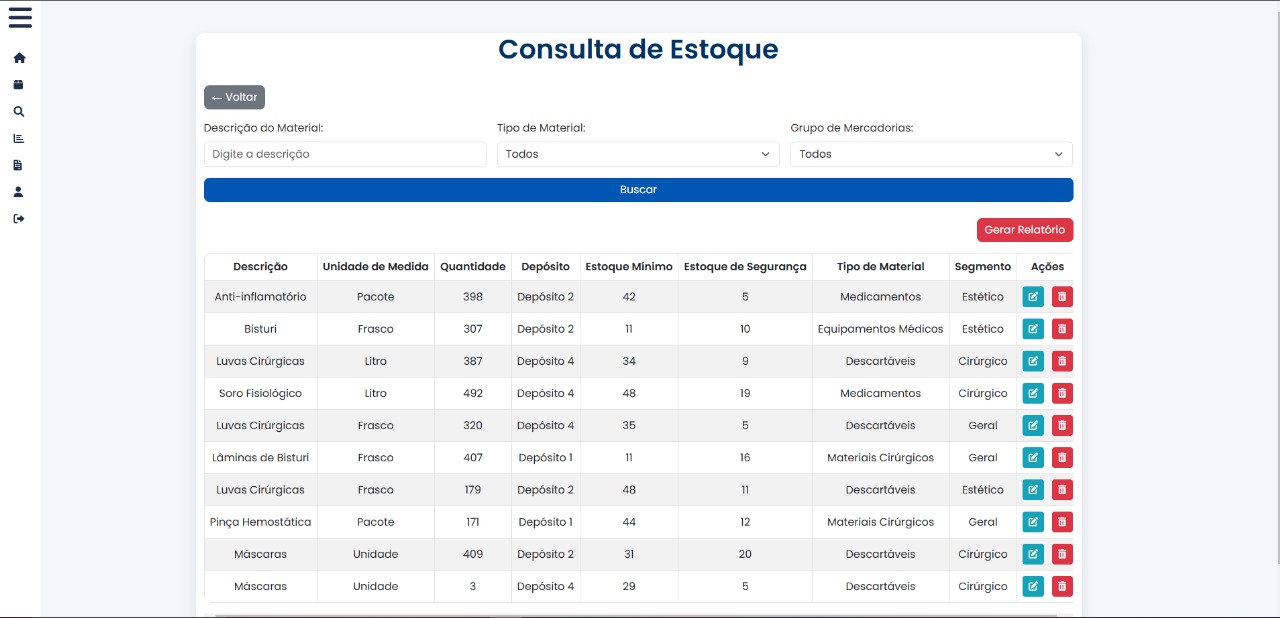 Consulta de Estoque
← Voltar
Descrição do Material: Tipo de Material: Grupo de Mercadorias:
Digite a descrição Todos Todos
Buscar
Gerar Relatório
Descrição Unidade de Medida Quantidade Depósito Estoque Mínimo Estoque de Segurança Tipo de Material Segmento Ações
Anti-inflamatório Pacote 398 Depósito 2 42 5 Medicamentos Estético
Bisturi Frasco 307 Depósito 2 11 10 Equipamentos Médicos Estético
Luvas Cirúrgicas Litro 387 Depósito 4 34 9 Descartáveis Cirúrgico
Soro Fisiológico Litro 492 Depósito 4 48 19 Medicamentos Cirúrgico
Luvas Cirúrgicas Frasco 320 Depósito 4 35 5 Descartáveis Geral
Lâminas de Bisturi Frasco 407 Depósito 1 11 16 Materiais Cirúrgicos Geral
Luvas Cirúrgicas Frasco 179 Depósito 2 48 11 Descartáveis Estético
Pinça Hemostática Pacote 171 Depósito 1 44 12 Materiais Cirúrgicos Geral
Máscaras Unidade 409 Depósito 2 31 20 Descartáveis Cirúrgico
Máscaras Unidade 3 Depósito 4 29 5 Descartáveis Cirúrgico